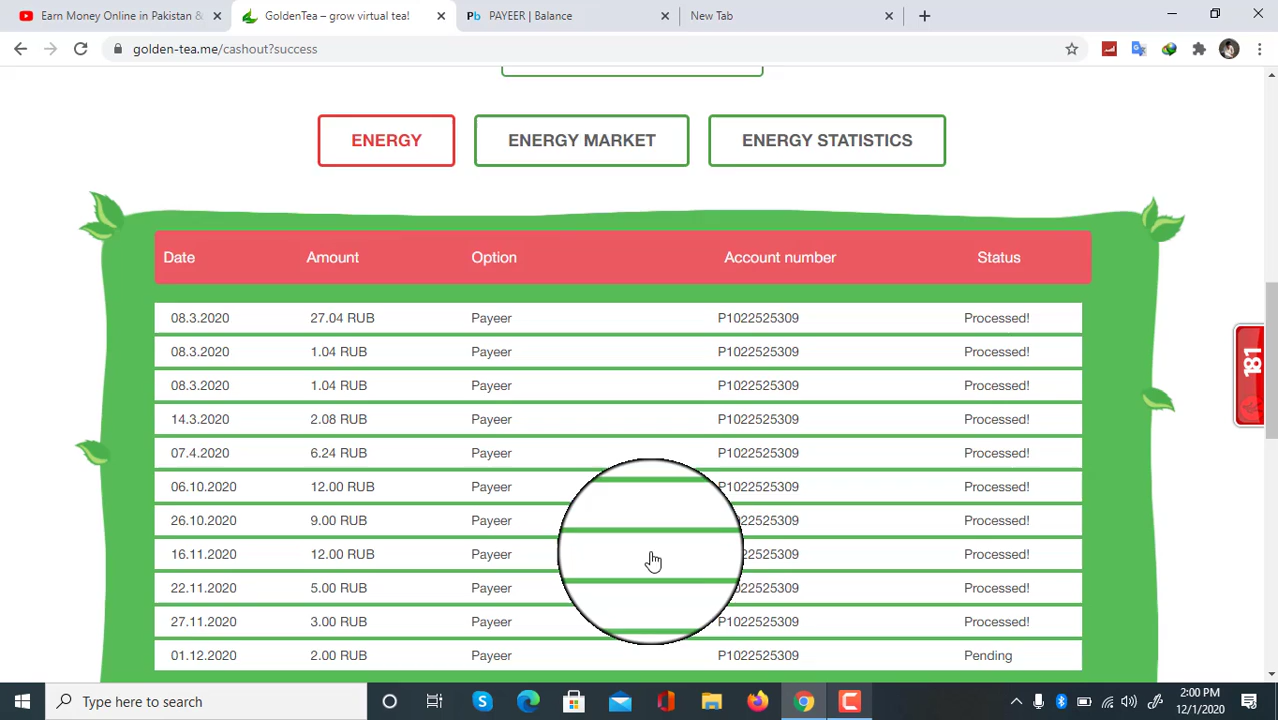 Earn Money Online in Pakistan &
GoldenTea – grow virtual tea!
PAYEER | Balance
New Tab
golden-tea.me/cashout?success
ENERGY
ENERGY MARKET
ENERGY STATISTICS
Date Amount Option Account number Status
08.3.2020 27.04 RUB Payeer P1022525309 Processed!
08.3.2020 1.04 RUB Payeer P1022525309 Processed!
08.3.2020 1.04 RUB Payeer P1022525309 Processed!
14.3.2020 2.08 RUB Payeer P1022525309 Processed!
07.4.2020 6.24 RUB Payeer P1022525309 Processed!
06.10.2020 12.00 RUB Payeer 022525309 Processed!
26.10.2020 9.00 RUB Payeer 22525309 Processed!
16.11.2020 12.00 RUB Payeer 22525309 Processed!
22.11.2020 5.00 RUB Payeer 022525309 Processed!
27.11.2020 3.00 RUB Payeer P1022525309 Processed!
01.12.2020 2.00 RUB Payeer P1022525309 Pending
181
Type here to search
2:00 PM
12/1/2020